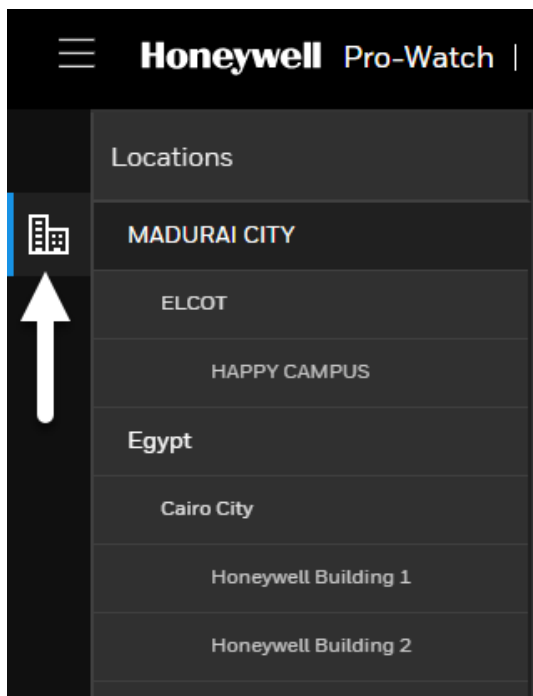 Honeywell Pro-Watch |
Locations
MADURAI CITY
ELCOT
HAPPY CAMPUS
Egypt
Cairo City
Honeywell Building 1
Honeywell Building 2